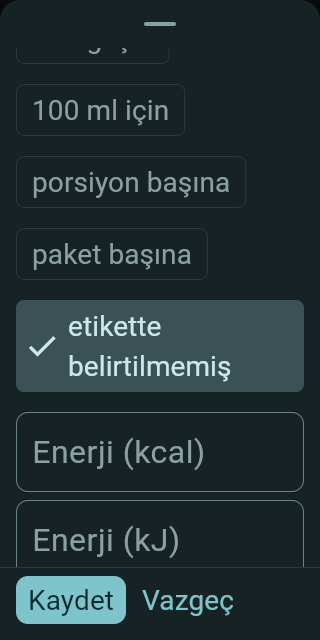 100 ml için
porsiyon başına
paket başına
etikette
belirtilmemiş
Enerji (kcal)
Enerji (kJ)
Kaydet
Vazgeç